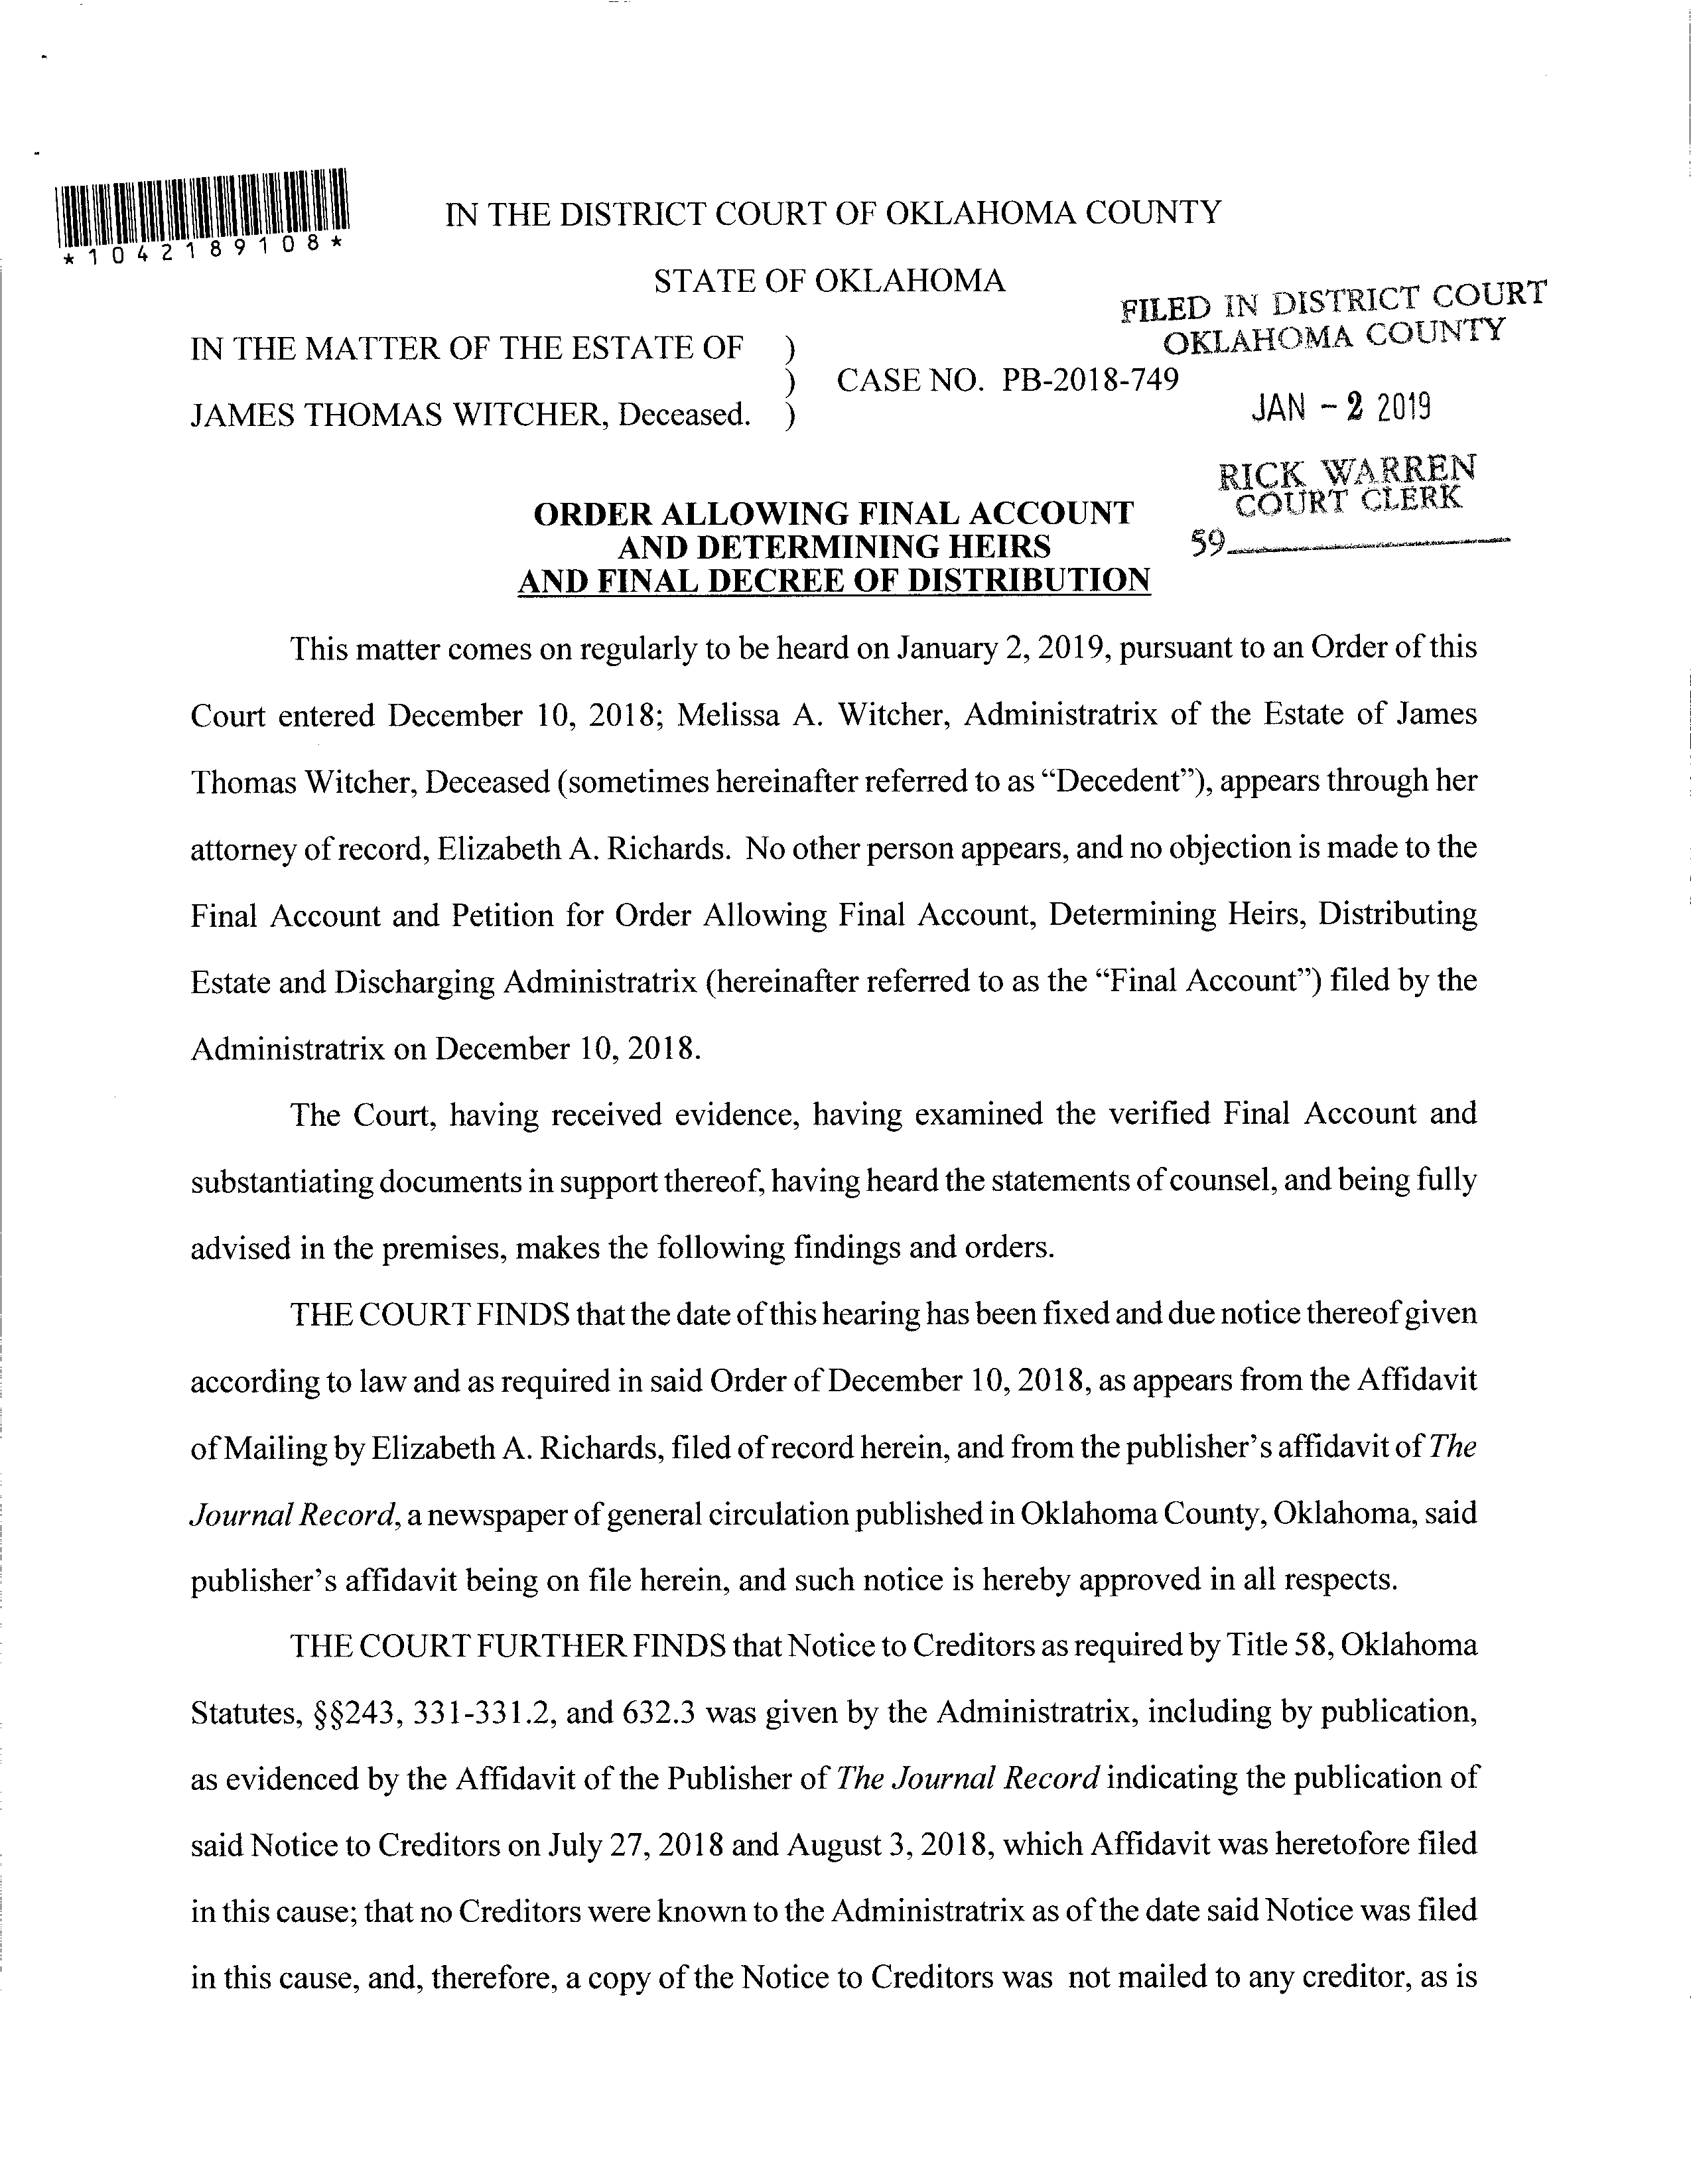 *1042189108*
IN THE DISTRICT COURT OF OKLAHOMA COUNTY
STATE OF OKLAHOMA
FILED IN DISTRICT COURT
OKLAHOMA COUNTY
IN THE MATTER OF THE ESTATE OF )
) CASE NO. PB-2018-749
JAMES THOMAS WITCHER, Deceased. )
JAN - 2 2019
RICK WARREN
COURT CLERK
59
ORDER ALLOWING FINAL ACCOUNT
AND DETERMINING HEIRS
AND FINAL DECREE OF DISTRIBUTION
This matter comes on regularly to be heard on January 2, 2019, pursuant to an Order of this
Court entered December 10, 2018; Melissa A. Witcher, Administratrix of the Estate of James
Thomas Witcher, Deceased (sometimes hereinafter referred to as “Decedent”), appears through her
attorney of record, Elizabeth A. Richards. No other person appears, and no objection is made to the
Final Account and Petition for Order Allowing Final Account, Determining Heirs, Distributing
Estate and Discharging Administratrix (hereinafter referred to as the “Final Account”) filed by the
Administratrix on December 10, 2018.
The Court, having received evidence, having examined the verified Final Account and
substantiating documents in support thereof, having heard the statements of counsel, and being fully
advised in the premises, makes the following findings and orders.
THE COURT FINDS that the date of this hearing has been fixed and due notice thereof given
according to law and as required in said Order of December 10, 2018, as appears from the Affidavit
of Mailing by Elizabeth A. Richards, filed of record herein, and from the publisher’s affidavit of The
Journal Record, a newspaper of general circulation published in Oklahoma County, Oklahoma, said
publisher’s affidavit being on file herein, and such notice is hereby approved in all respects.
THE COURT FURTHER FINDS that Notice to Creditors as required by Title 58, Oklahoma
Statutes, §§243, 331-331.2, and 632.3 was given by the Administratrix, including by publication,
as evidenced by the Affidavit of the Publisher of The Journal Record indicating the publication of
said Notice to Creditors on July 27, 2018 and August 3, 2018, which Affidavit was heretofore filed
in this cause; that no Creditors were known to the Administratrix as of the date said Notice was filed
in this cause, and, therefore, a copy of the Notice to Creditors was not mailed to any creditor, as is